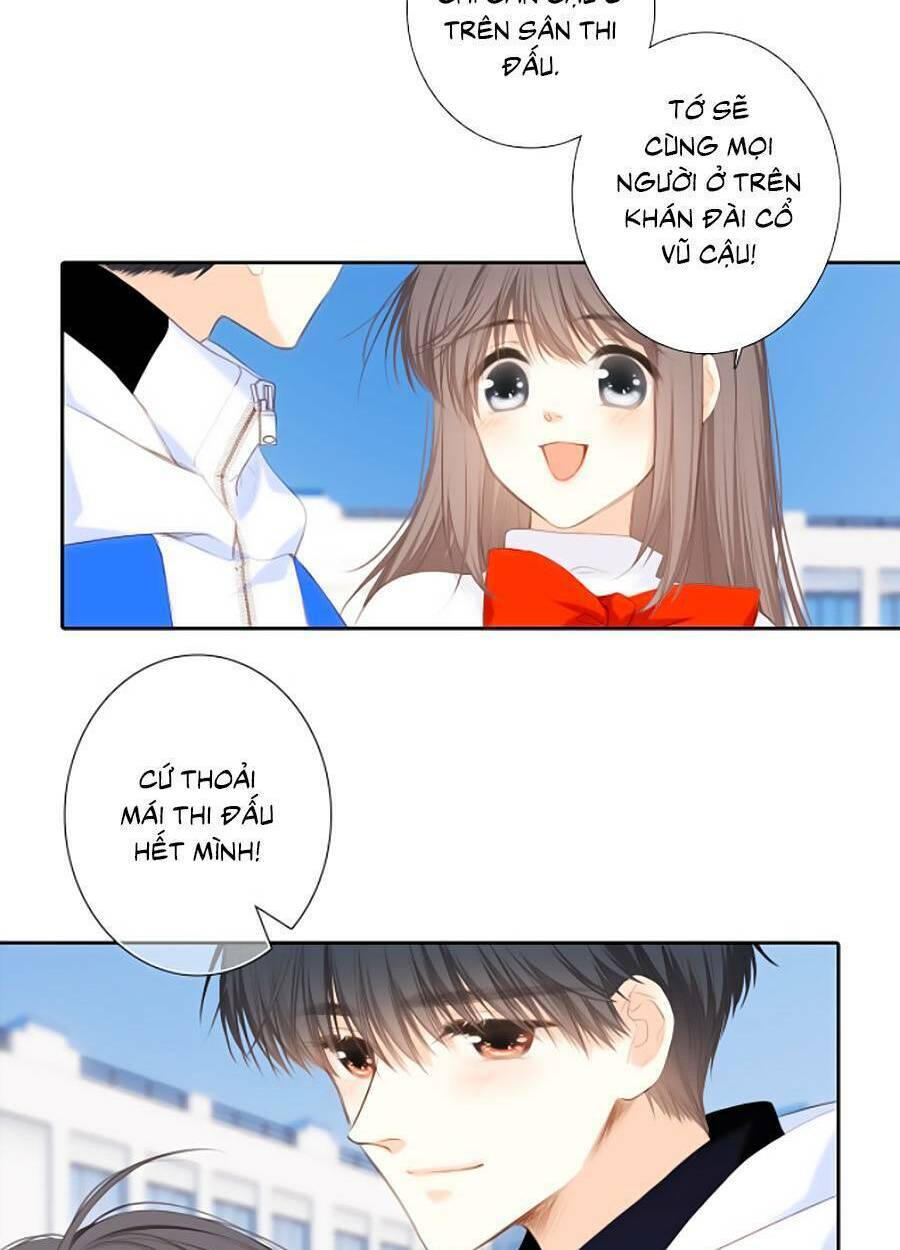 TRÊN SÂN THI
ĐẤU.
TỚ SẼ
CÙNG MỌI
NGƯỜI Ở TRÊN
KHÁN ĐÀI CỔ
VŨ CẬU!
CỨ THOẢI
MÁI THI ĐẤU
HẾT MÌNH!